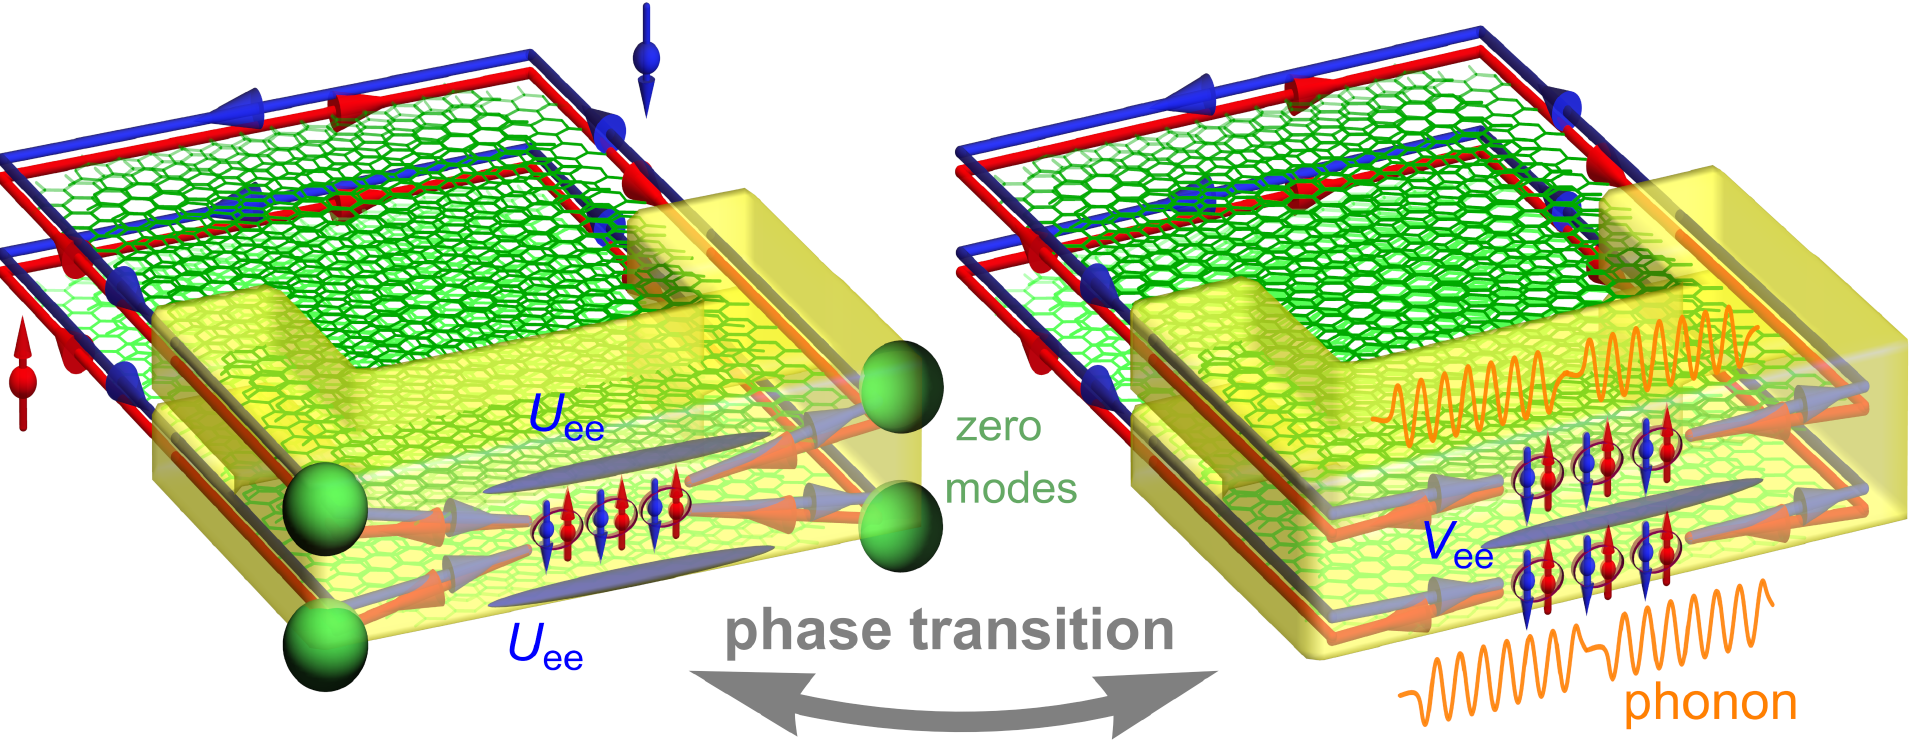 U_ee
zero
modes
V_ee
phase transition
U_ee
phonon